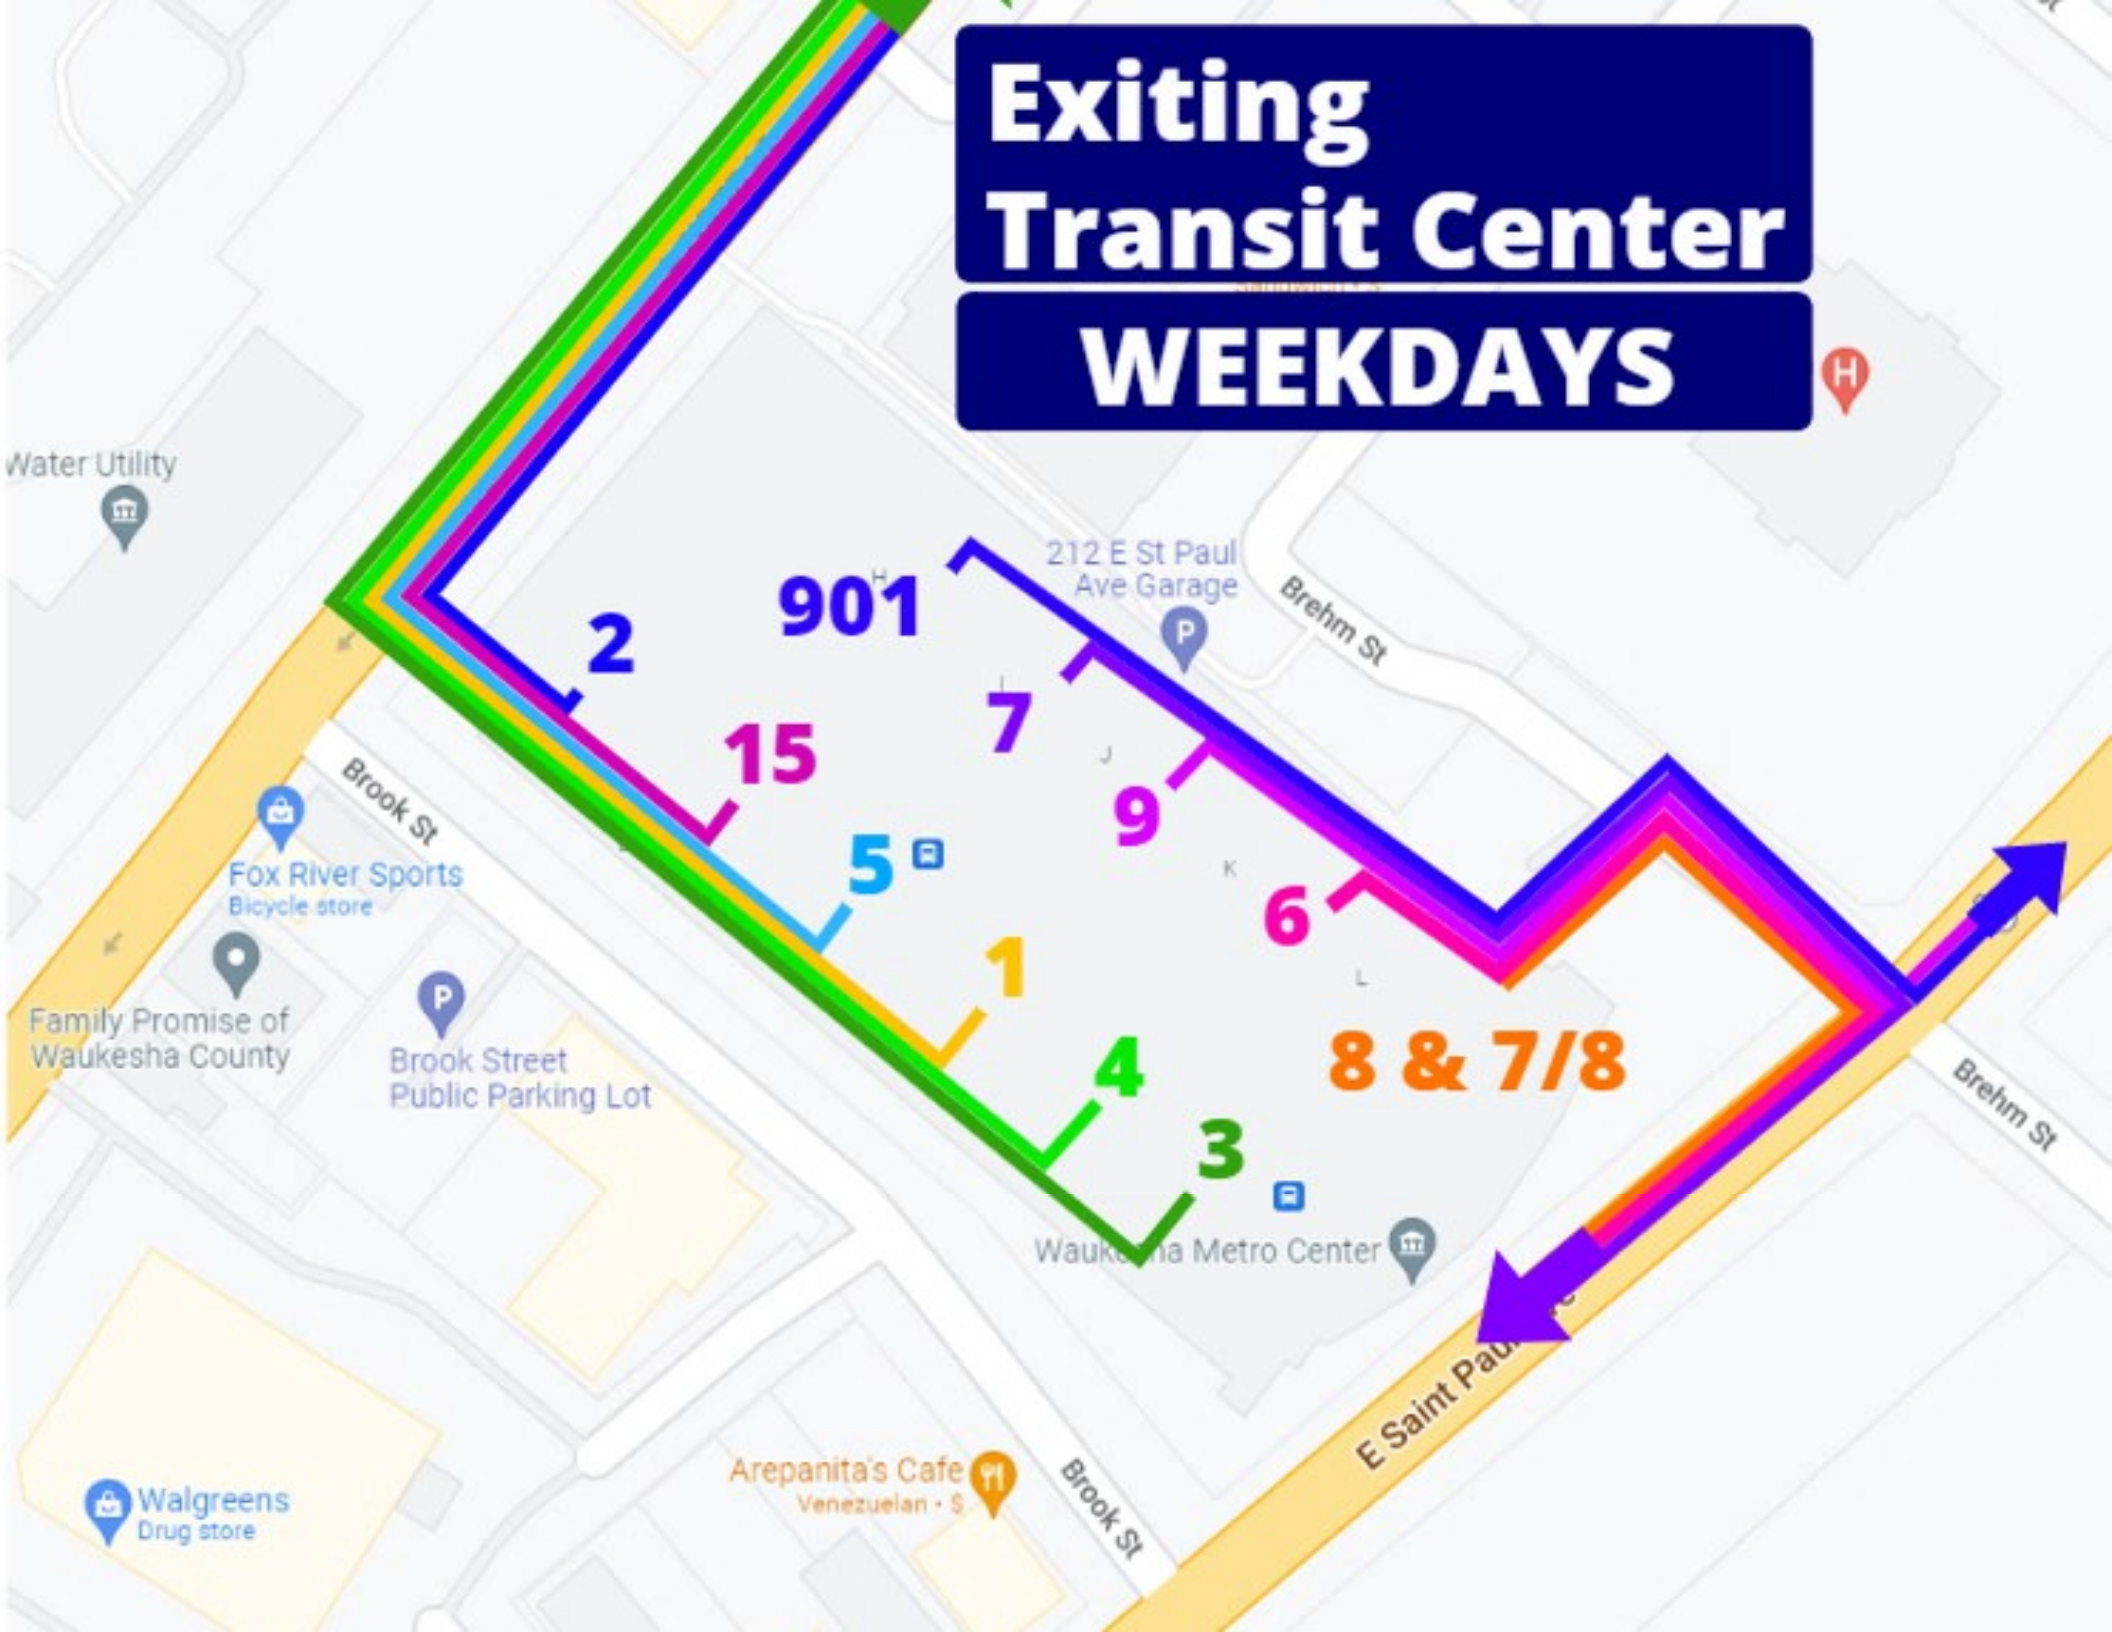 Exiting
Transit Center
WEEKDAYS
H
Water Utility
212 E St Paul
Ave Garage
P
Brehm St
H
901
2
7
J
15
9
5
K
6
L
1
8 & 7/8
4
3
Brook St
Fox River Sports
Bicycle store
Family Promise of
Waukesha County
P
Brook Street
Public Parking Lot
Metro Center
Brehm St
E Saint
Arepanita's Cafe
Venezuelan • $
Brook St
Walgreens
Drug store